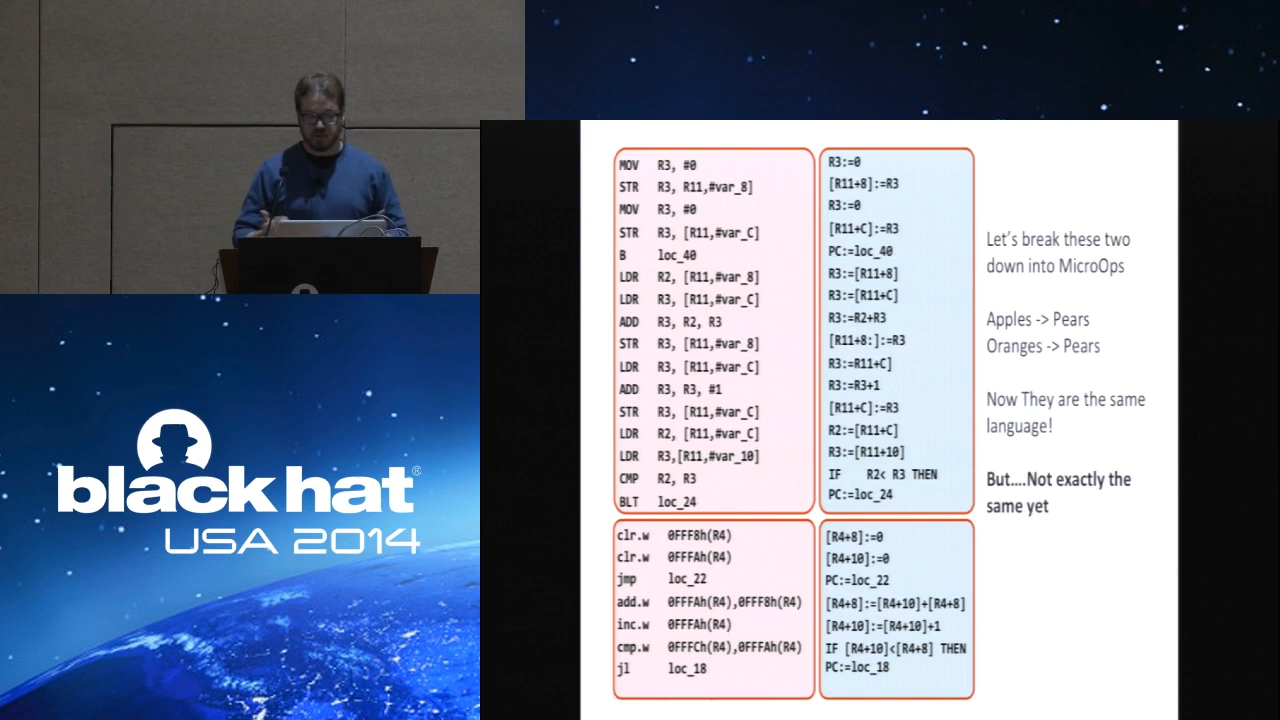 MOV R3, #0
STR R3, R11,#var_8]
MOV R3, #0
STR R3, [R11,#var_C]
B loc_40
LDR R2, [R11,#var_8]
LDR R3, [R11,#var_C]
ADD R3, R2, R3
STR R3, [R11,#var_8]
LDR R3, [R11,#var_C]
ADD R3, R3, #1
STR R3, [R11,#var_C]
LDR R2, [R11,#var_C]
LDR R3,[R11,#var_10]
CMP R2, R3
BLT loc_24
R3:=0
[R11+8]:=R3
R3:=0
[R11+C]:=R3
PC:=loc_40
R3:=[R11+8]
R3:=[R11+C]
R3:=R2+R3
[R11+8:]:=R3
R3:=R11+C]
R3:=R3+1
[R11+C]:=R3
R2:=[R11+C]
R3:=[R11+10]
IF R2< R3 THEN
PC:=loc_24
clr.w 0FFF8h(R4)
clr.w 0FFFAh(R4)
jmp loc_22
add.w 0FFFAh(R4),0FFF8h(R4)
inc.w 0FFFAh(R4)
cmp.w 0FFFCh(R4),0FFFAh(R4)
jl loc_18
[R4+8]:=0
[R4+10]:=0
PC:=loc_22
[R4+8]:=[R4+10]+[R4+8]
[R4+10]:=[R4+10]+1
IF [R4+10]<[R4+8] THEN
PC:=loc_18
Let's break these two
down into MicroOps
Apples -> Pears
Oranges -> Pears
Now They are the same
language!
But....Not exactly the
same yet
black hat®
USA 2014